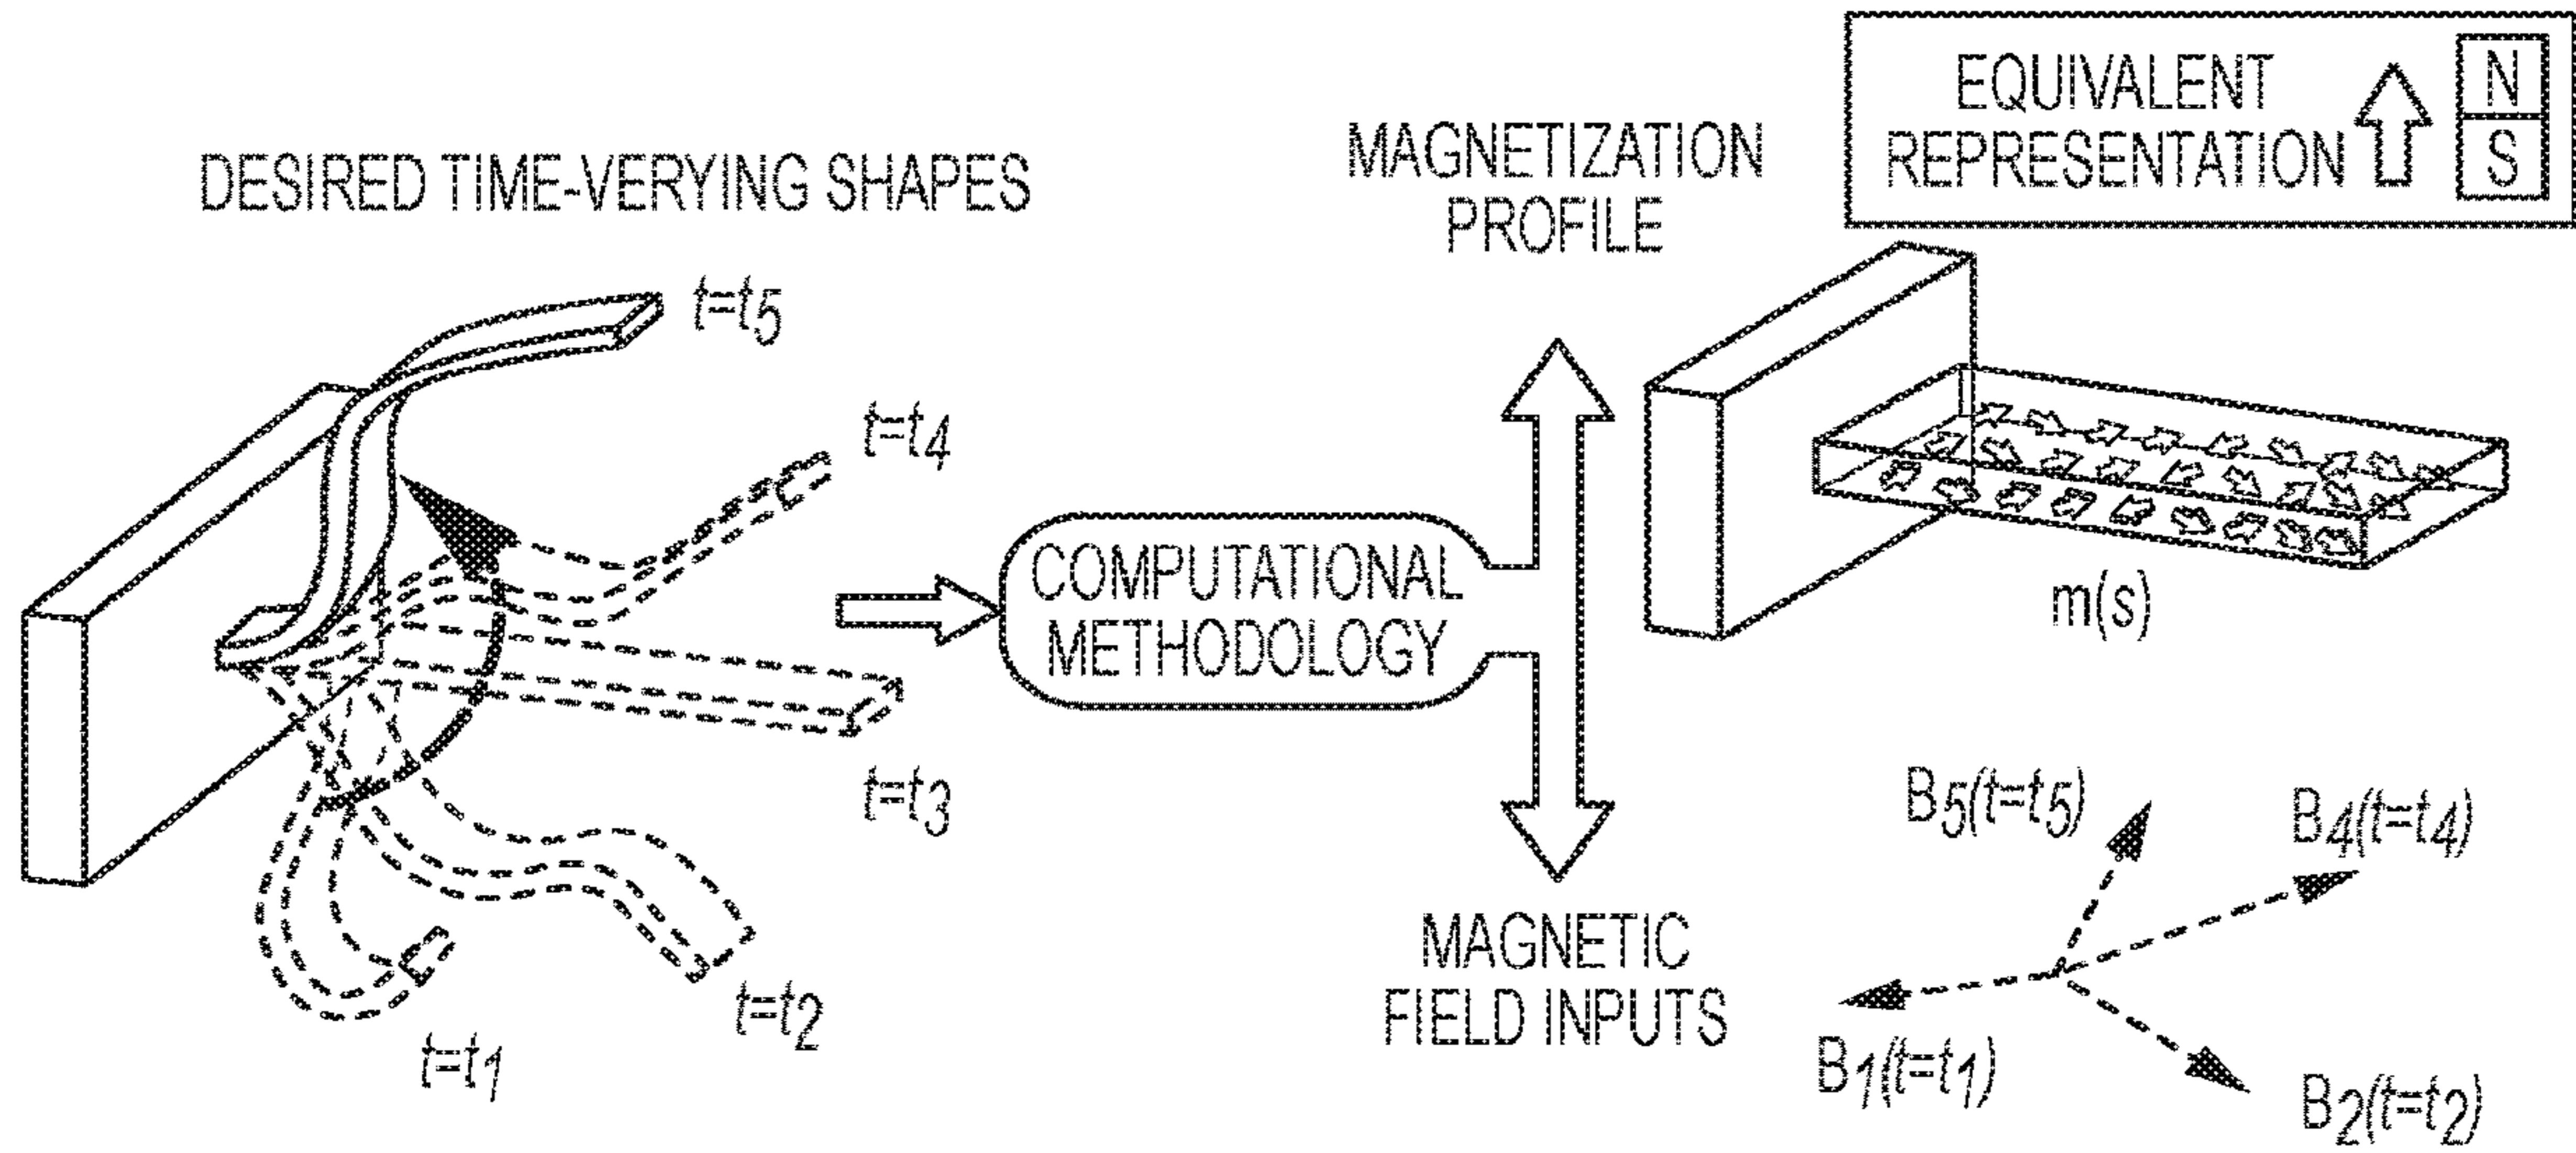 DESIRED TIME-VERYING SHAPES
t=t5
t=t4
t=t3
t=t2
t=t1
COMPUTATIONAL
METHODOLOGY
MAGNETIZATION
PROFILE
EQUIVALENT
REPRESENTATION
N
S
m(s)
MAGNETIC
FIELD INPUTS
B5(t=t5)
B4(t=t4)
B1(t=t1)
B2(t=t2)